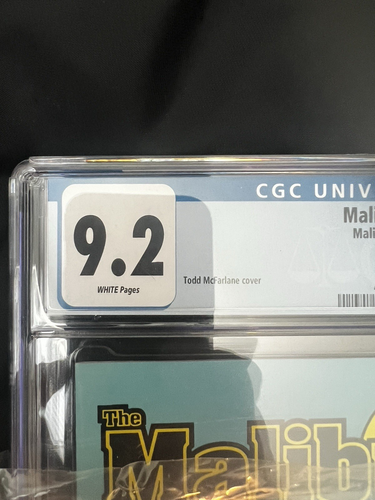 CGC UNIV
9.2
WHITE Pages
Mali
Mali
Todd McFarlane cover
The
Malib